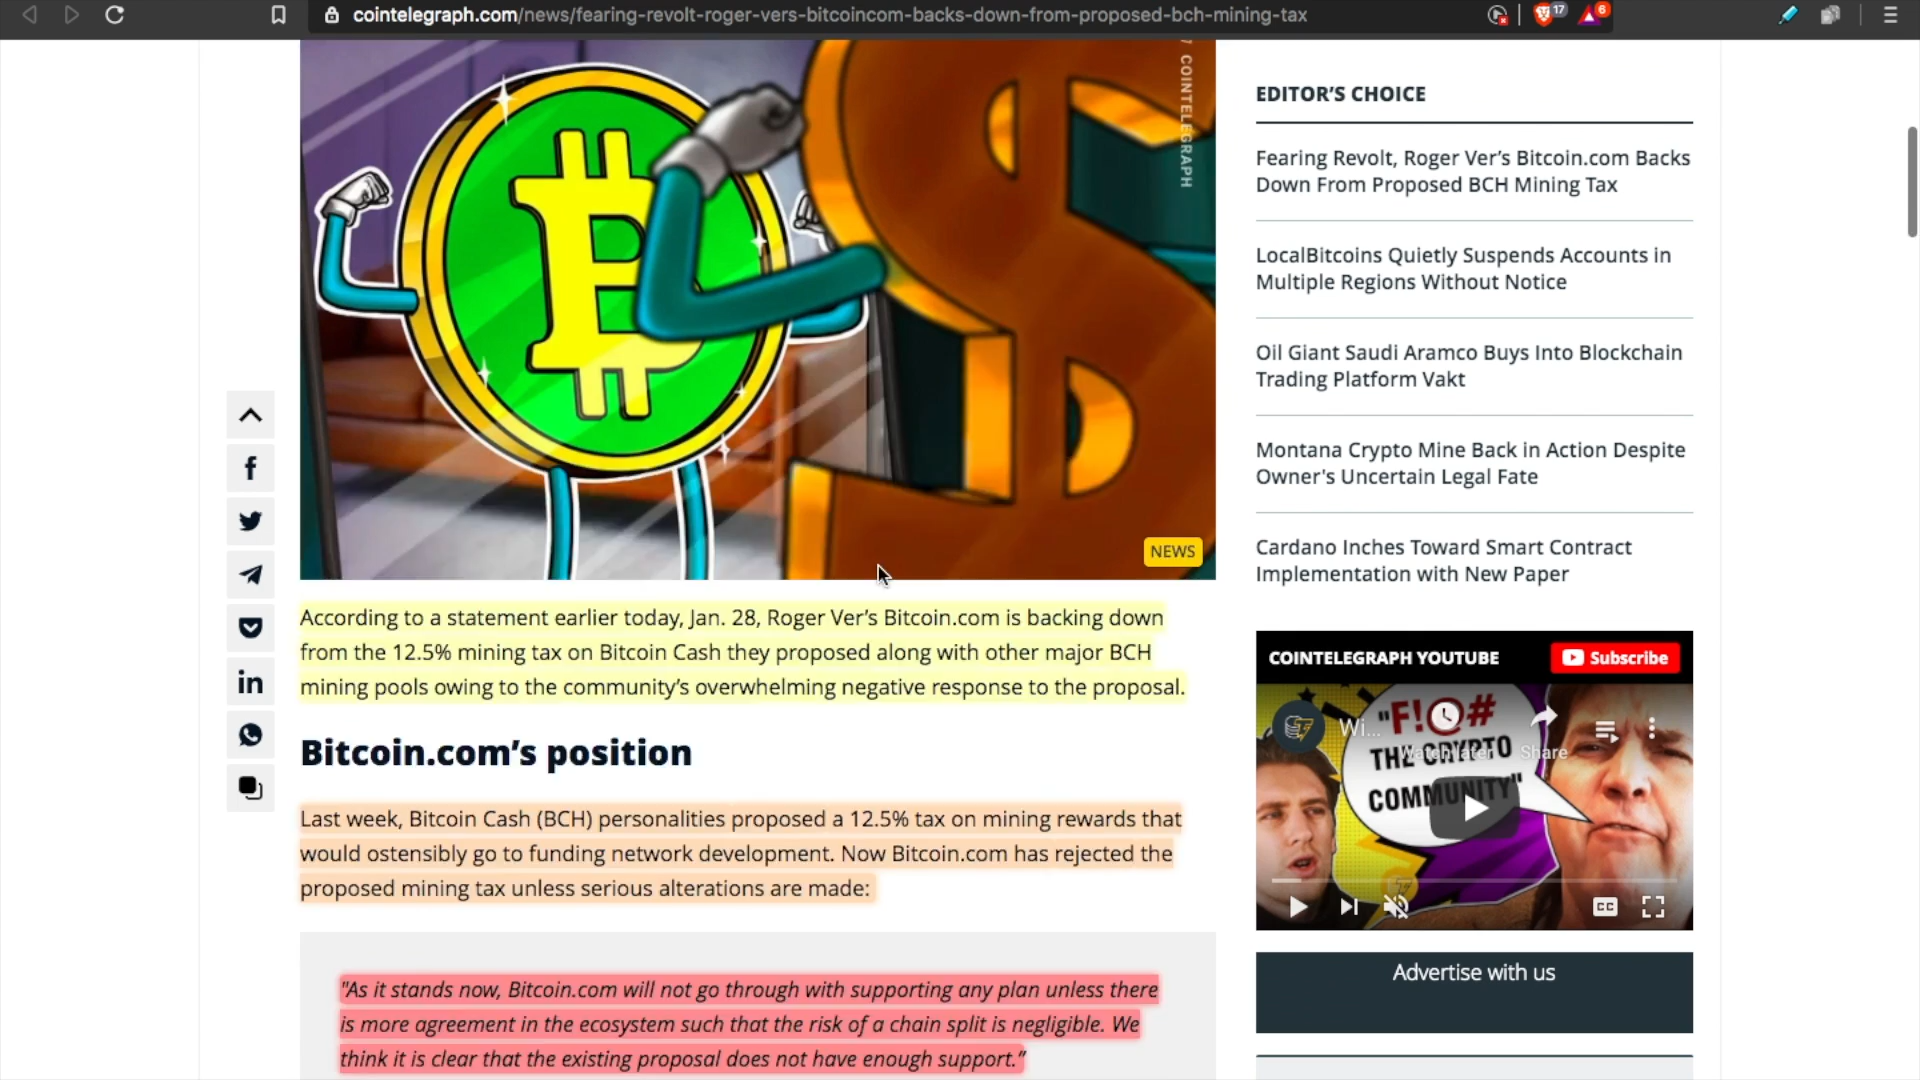 cointelegraph.com/news/fearing-revolt-roger-vers-bitcoincom-backs-down-from-proposed-bch-mining-tax
17
6
COINTELEGRAPH
NEWS
According to a statement earlier today, Jan. 28, Roger Ver’s Bitcoin.com is backing down
from the 12.5% mining tax on Bitcoin Cash they proposed along with other major BCH
mining pools owing to the community’s overwhelming negative response to the proposal.
Bitcoin.com’s position
Last week, Bitcoin Cash (BCH) personalities proposed a 12.5% tax on mining rewards that
would ostensibly go to funding network development. Now Bitcoin.com has rejected the
proposed mining tax unless serious alterations are made:
"As it stands now, Bitcoin.com will not go through with supporting any plan unless there
is more agreement in the ecosystem such that the risk of a chain split is negligible. We
think it is clear that the existing proposal does not have enough support.”
EDITOR’S CHOICE
Fearing Revolt, Roger Ver’s Bitcoin.com Backs
Down From Proposed BCH Mining Tax
LocalBitcoins Quietly Suspends Accounts in
Multiple Regions Without Notice
Oil Giant Saudi Aramco Buys Into Blockchain
Trading Platform Vakt
Montana Crypto Mine Back in Action Despite
Owner's Uncertain Legal Fate
Cardano Inches Toward Smart Contract
Implementation with New Paper
COINTELEGRAPH YOUTUBE
Subscribe
Wi...
"F!@#
THE CRYPTO
COMMUNITY"
Watch later
Share
CC
Advertise with us